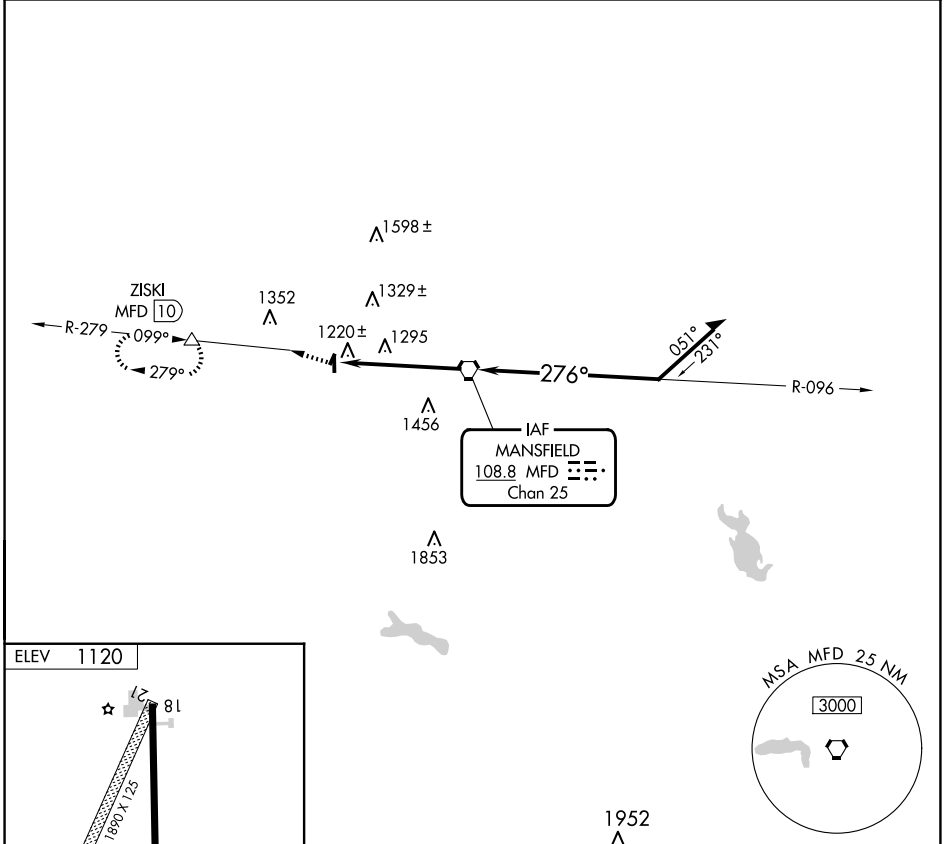 1598 ±
ZISKI
MFD 10
1352
1329 ±
R-279
099°
1220 ±
1295
051°
231°
279°
276°
R-096
1456
IAF
MANSFIELD
108.8 MFD
Chan 25
1853
ELEV 1120
MSA MFD 25 NM
21
18
3000
1890 X 125
1952